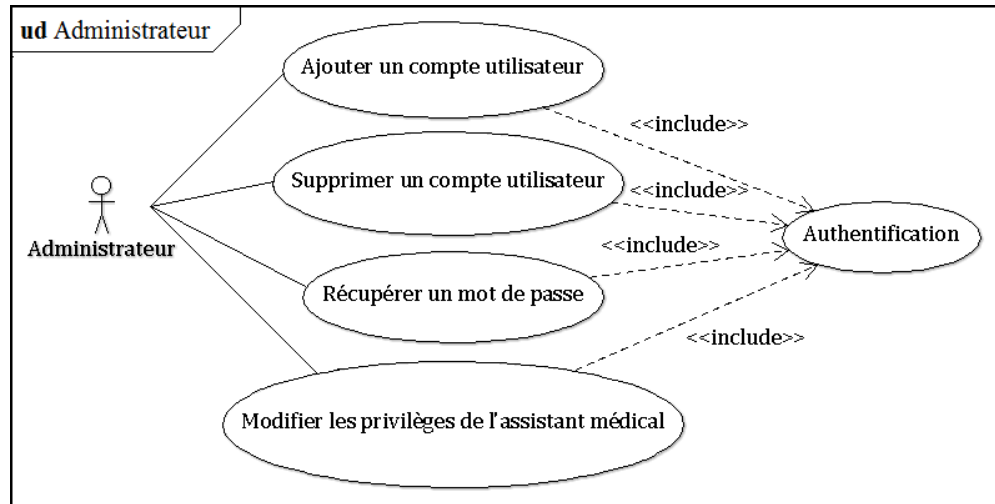 ud Administrateur
Ajouter un compte utilisateur
<<include>>
Supprimer un compte utilisateur
<<include>>
Authentification
Administrateur
<<include>>
Récupérer un mot de passe
<<include>>
Modifier les privilèges de l'assistant médical